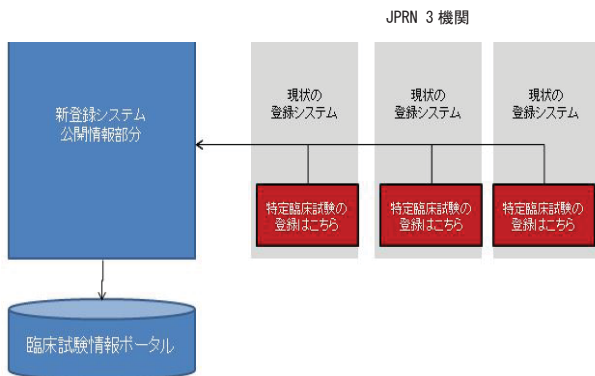 JPRN 3 機関
新登録システム
公開情報部分
現状の
登録システム
現状の
登録システム
現状の
登録システム
特定臨床試験の
登録はこちら
特定臨床試験の
登録はこちら
特定臨床試験の
登録はこちら
臨床試験情報ポータル